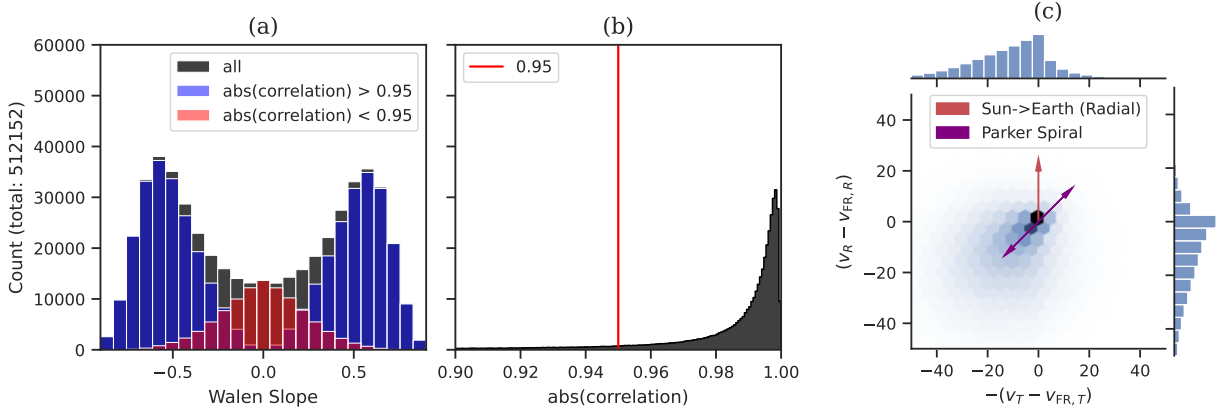 (a)
(b)
(c)
Count (total: 512152)
60000
50000
40000
30000
20000
10000
0
all
abs(correlation) > 0.95
abs(correlation) < 0.95
−0.5
0.0
0.5
Walen Slope
0.95
0.90
0.92
0.94
0.96
0.98
1.00
abs(correlation)
Sun->Earth (Radial)
Parker Spiral
(v_R − v_FR, R)
40
20
0
−20
−40
−40
−20
0
20
40
−(v_T − v_FR, T)